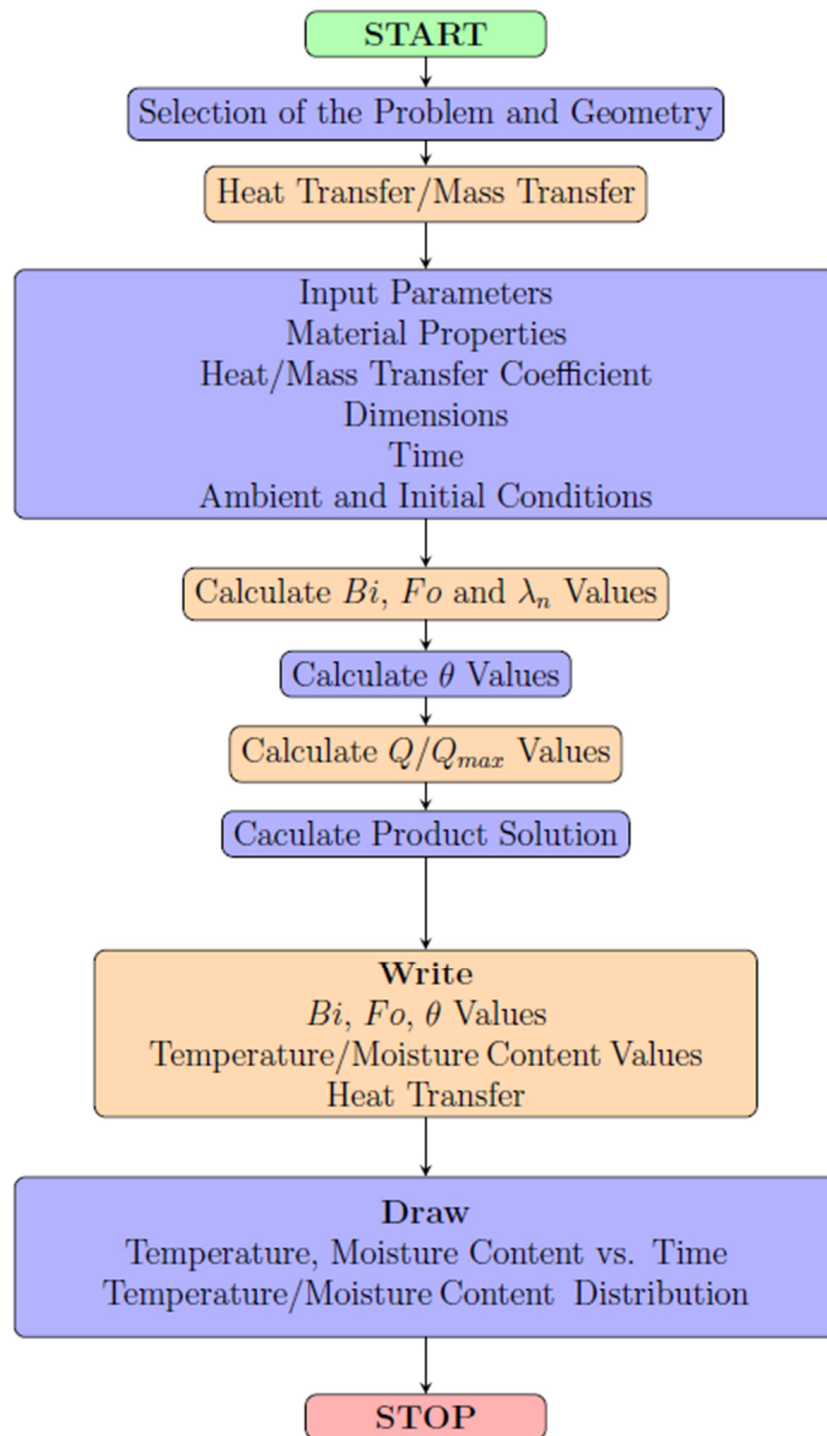 START
Selection of the Problem and Geometry
Heat Transfer/Mass Transfer
Input Parameters
Material Properties
Heat/Mass Transfer Coefficient
Dimensions
Time
Ambient and Initial Conditions
Calculate Bi, Fo and λn Values
Calculate θ Values
Calculate Q/Qmax Values
Caculate Product Solution
Write
Bi, Fo, θ Values
Temperature/Moisture Content Values
Heat Transfer
Draw
Temperature, Moisture Content vs. Time
Temperature/Moisture Content Distribution
STOP